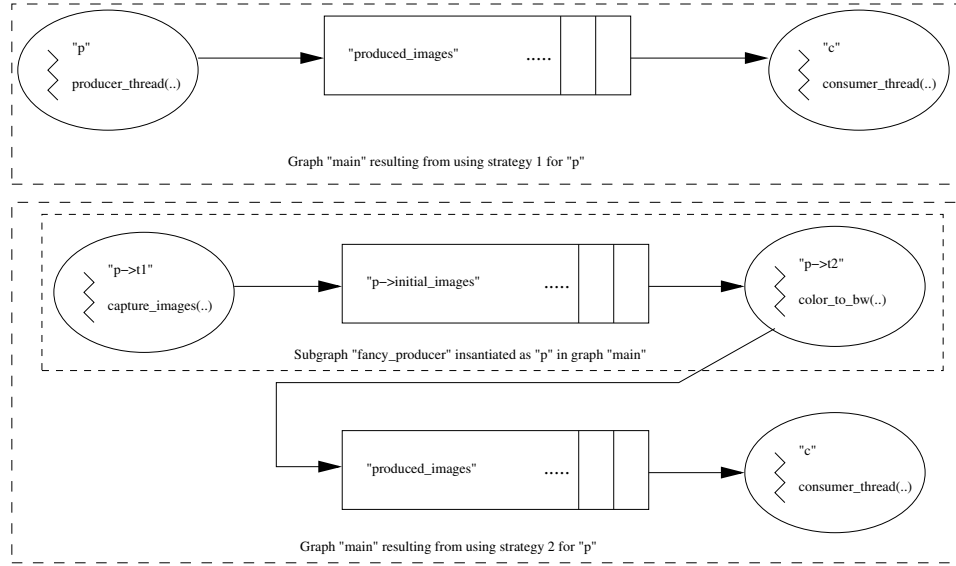 "p"
producer_thread(..)
"produced_images"
.....
"c"
consumer_thread(..)
Graph "main" resulting from using strategy 1 for "p"
"p−>t1"
capture_images(..)
"p−>initial_images"
.....
"p−>t2"
color_to_bw(..)
Subgraph "fancy_producer" insantiated as "p" in graph "main"
"produced_images"
.....
"c"
consumer_thread(..)
Graph "main" resulting from using strategy 2 for "p"